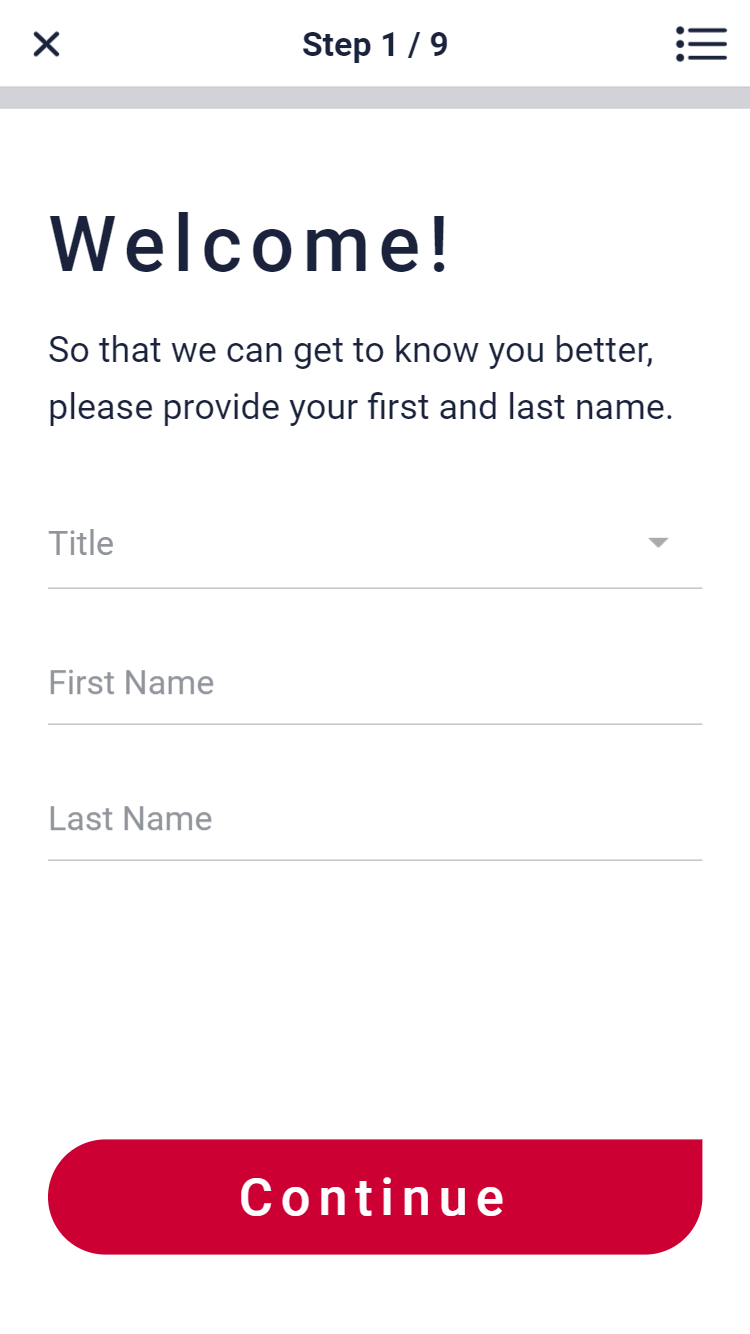 Step 1 / 9
Welcome!
So that we can get to know you better,
please provide your first and last name.
Title
First Name
Last Name
Continue